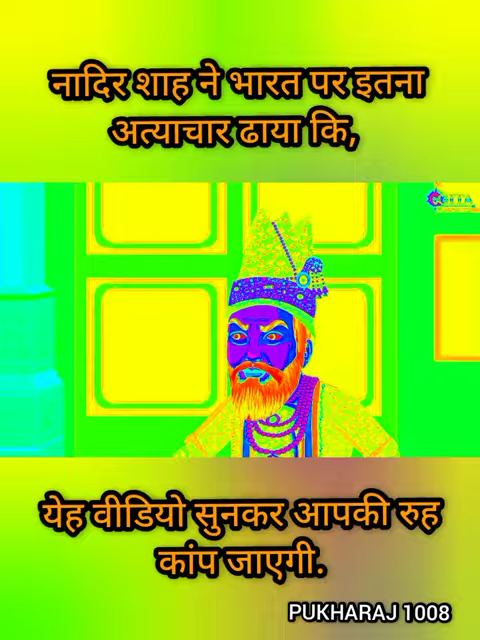 नादिर शाह ने भारत पर इतना
अत्याचार ढाया कि,
येह वीडियो सुनकर आपकी रुह
कांप जाएगी.
PUKHARAJ 1008